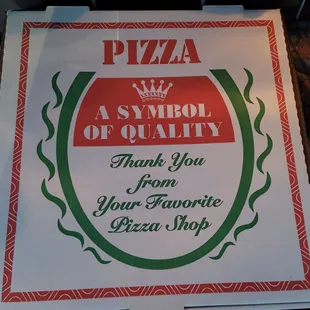 PIZZA
A SYMBOL
OF QUALITY
Thank You
from
Your Favorite
Pizza Shop